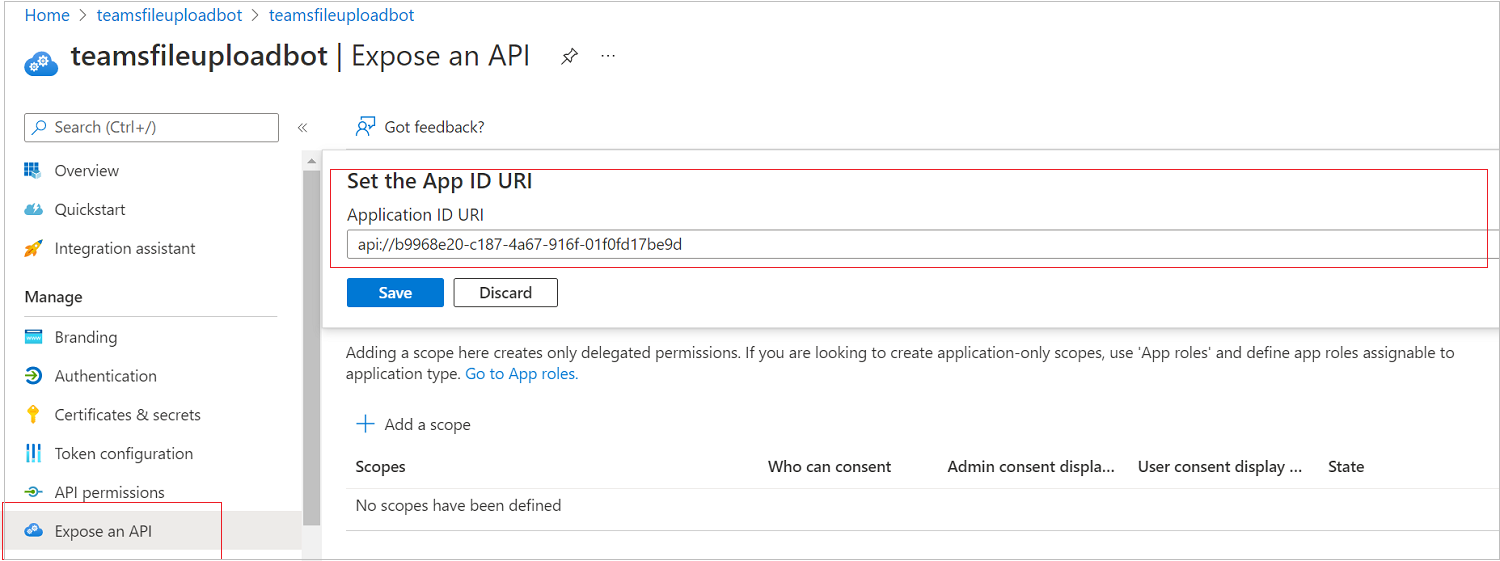 Home > teamsfileuploadbot > teamsfileuploadbot
teamsfileuploadbot | Expose an API
Search (Ctrl+/)
Overview
Quickstart
Integration assistant
Manage
Branding
Authentication
Certificates & secrets
Token configuration
API permissions
Expose an API
Got feedback?
Set the App ID URI
Application ID URI
api://b9968e20-c187-4a67-916f-01f0fd17be9d
Save Discard
Adding a scope here creates only delegated permissions. If you are looking to create application-only scopes, use 'App roles' and define app roles assignable to
application type. Go to App roles.
Add a scope
Scopes Who can consent Admin consent displa... User consent display ... State
No scopes have been defined